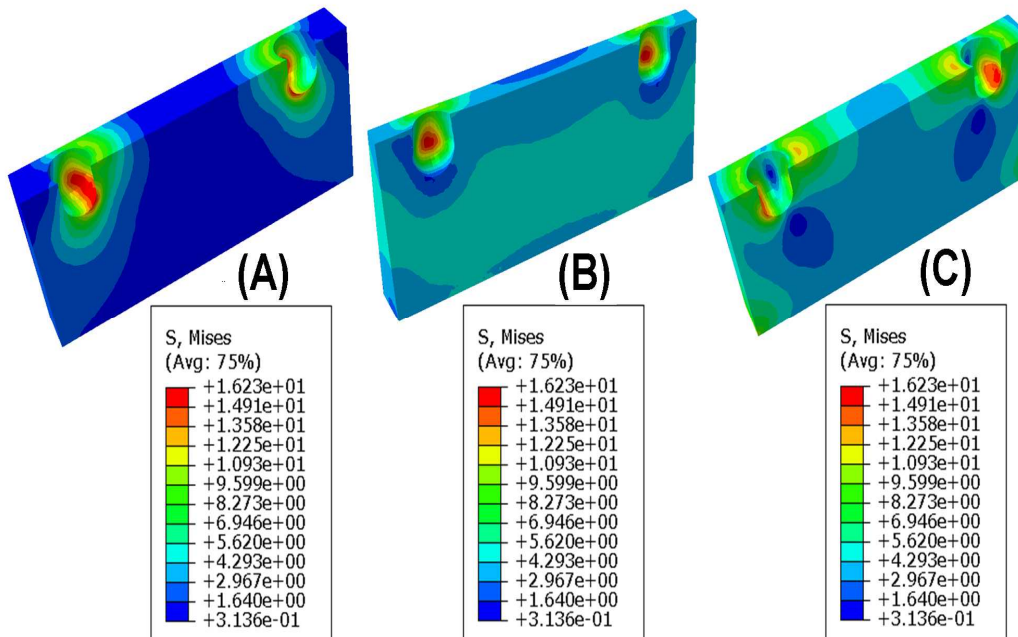 (A)
(B)
(C)
S, Mises
(Avg: 75%)
+1.623e+01
+1.491e+01
+1.358e+01
+1.225e+01
+1.093e+01
+9.599e+00
+8.273e+00
+6.946e+00
+5.620e+00
+4.293e+00
+2.967e+00
+1.640e+00
+3.136e-01
S, Mises
(Avg: 75%)
+1.623e+01
+1.491e+01
+1.358e+01
+1.225e+01
+1.093e+01
+9.599e+00
+8.273e+00
+6.946e+00
+5.620e+00
+4.293e+00
+2.967e+00
+1.640e+00
+3.136e-01
S, Mises
(Avg: 75%)
+1.623e+01
+1.491e+01
+1.358e+01
+1.225e+01
+1.093e+01
+9.599e+00
+8.273e+00
+6.946e+00
+5.620e+00
+4.293e+00
+2.967e+00
+1.640e+00
+3.136e-01